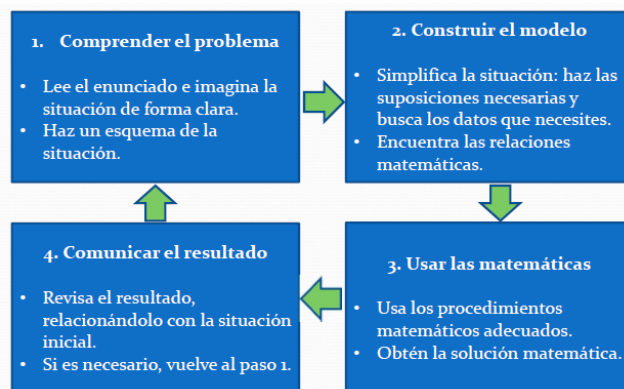 1. Comprender el problema
• Lee el enunciado e imagina la
situación de forma clara.
• Haz un esquema de la
situación.
2. Construir el modelo
• Simplifica la situación: haz las
suposiciones necesarias y
busca los datos que necesites.
• Encuentra las relaciones
matemáticas.
3. Usar las matemáticas
• Usa los procedimientos
matemáticos adecuados.
• Obtén la solución matemática.
4. Comunicar el resultado
• Revisa el resultado,
relacionándolo con la situación
inicial.
• Si es necesario, vuelve al paso 1.